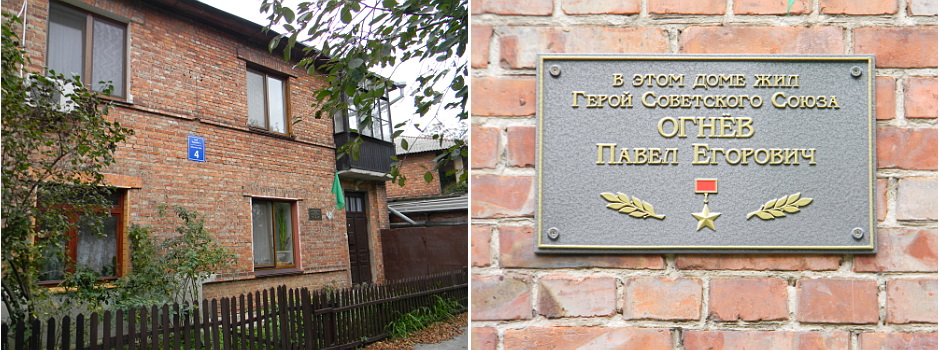 4
В ЭТОМ ДОМЕ ЖИЛ
ГЕРОЙ СОВЕТСКОГО СОЮЗА
ОГНЁВ
ПАВЕЛ ЕГОРОВИЧ